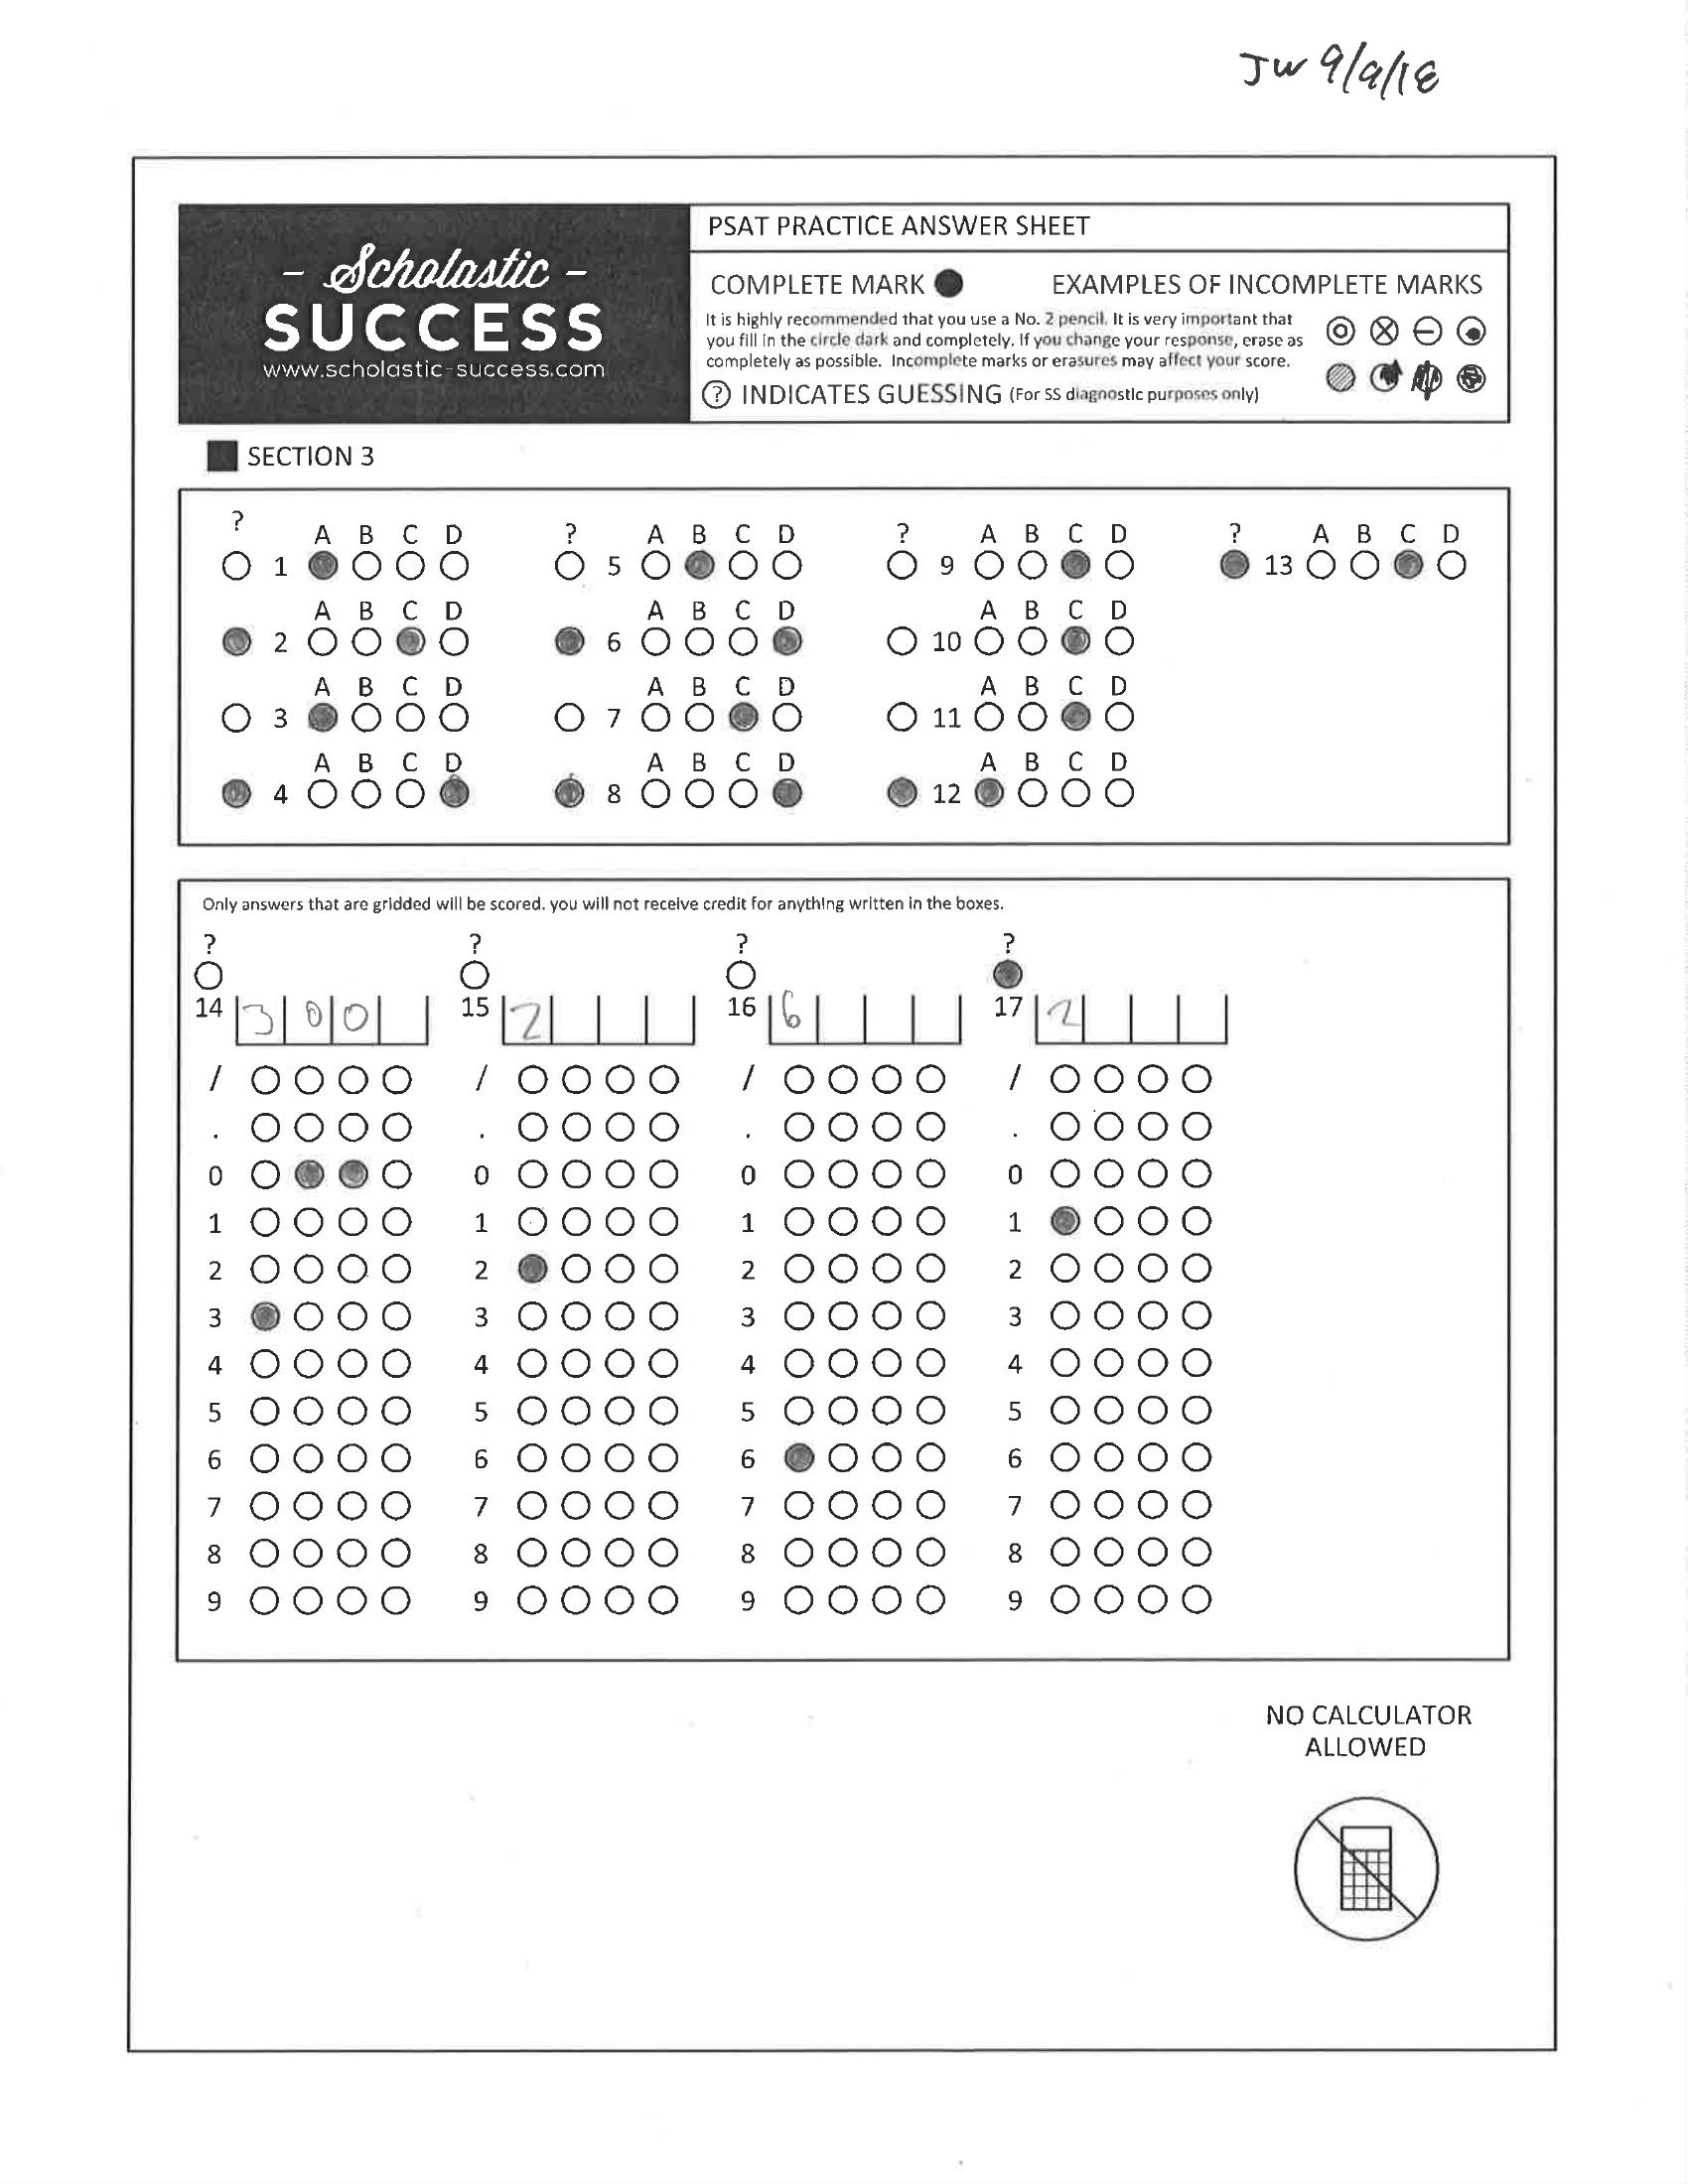 JW 9/9/18
- Scholastic -
SUCCESS
www.scholastic-success.com
PSAT PRACTICE ANSWER SHEET
COMPLETE MARK
EXAMPLES OF INCOMPLETE MARKS
It is highly recommended that you use a No. 2 pencil. It is very important that
you fill in the circle dark and completely. If you change your response, erase as
completely as possible. Incomplete marks or erasures may affect your score.
? INDICATES GUESSING (For SS diagnostic purposes only)
SECTION 3
? A B C D ? A B C D ? A B C D ? A B C D
1 5 9 13
A B C D A B C D A B C D
2 6 10
A B C D A B C D A B C D
3 7 11
A B C D A B C D A B C D
4 8 12
Only answers that are gridded will be scored. you will not receive credit for anything written in the boxes.
? ? ? ?
14 3 0 0 15 2 16 6 17 2
/ / / /
. . . .
0 0 0 0
1 1 1 1
2 2 2 2
3 3 3 3
4 4 4 4
5 5 5 5
6 6 6 6
7 7 7 7
8 8 8 8
9 9 9 9
NO CALCULATOR
ALLOWED